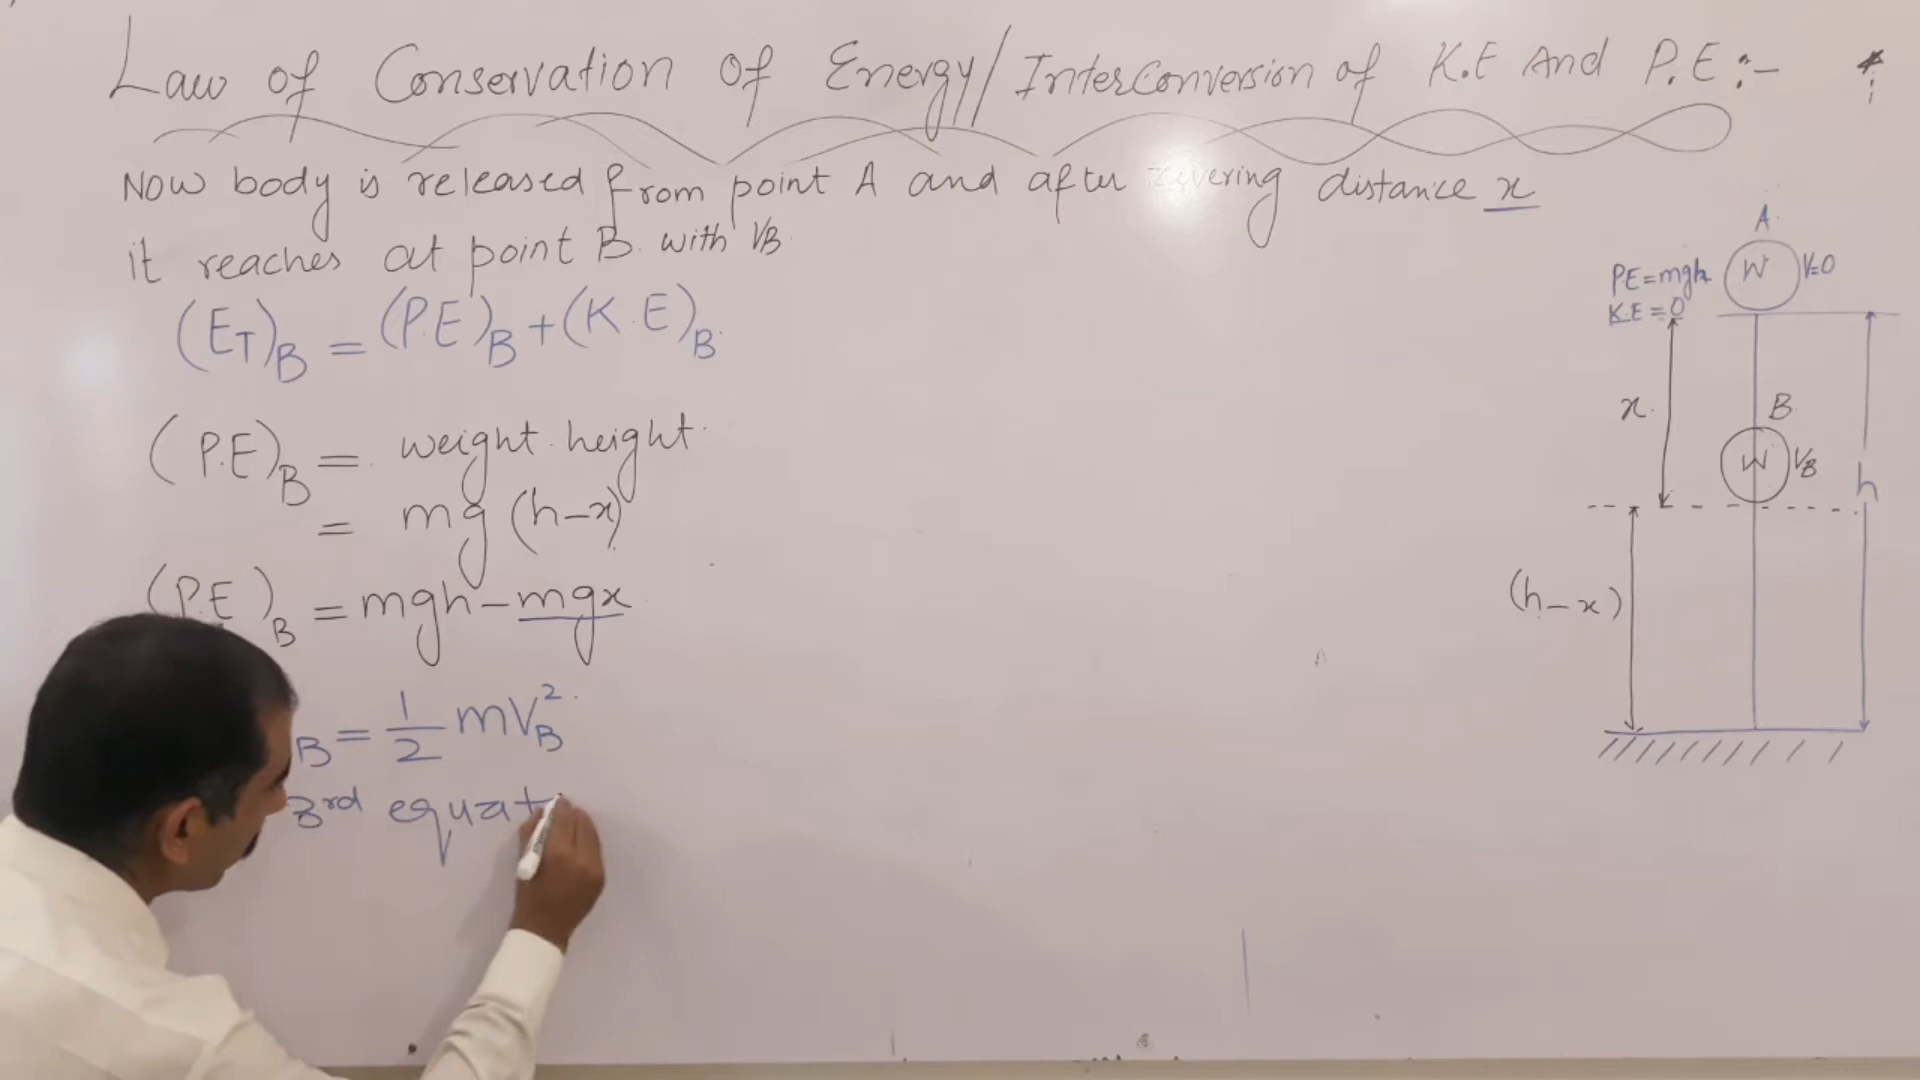 Law of Conservation of Energy/InterConversion of K.E And P.E:-
Now body is released from point A and after distance x
it reaches at point B. with VB
(ET)B = (P.E)B + (K.E)B
(P.E)B = weight. height
= mg (h-x)
(P.E)B = mgh - mgx
B = 1/2 mVB²
3rd equat
A
PE=mgh
K.E=0
W
V=0
x
B
W
VB
h
(h-x)